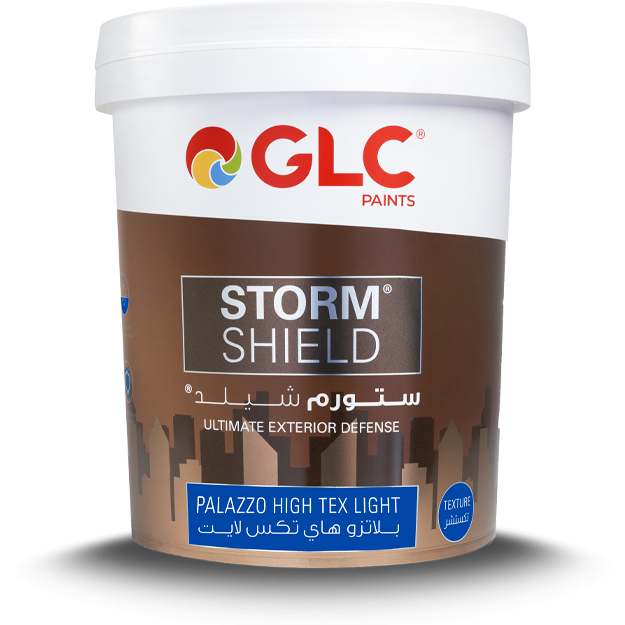 GLC®
PAINTS
STORM®
SHIELD
ستورم شيلد®
ULTIMATE EXTERIOR DEFENSE
PALAZZO HIGH TEX LIGHT
بلاتزو هاي تكس لايت
TEXTURE
تكستشر